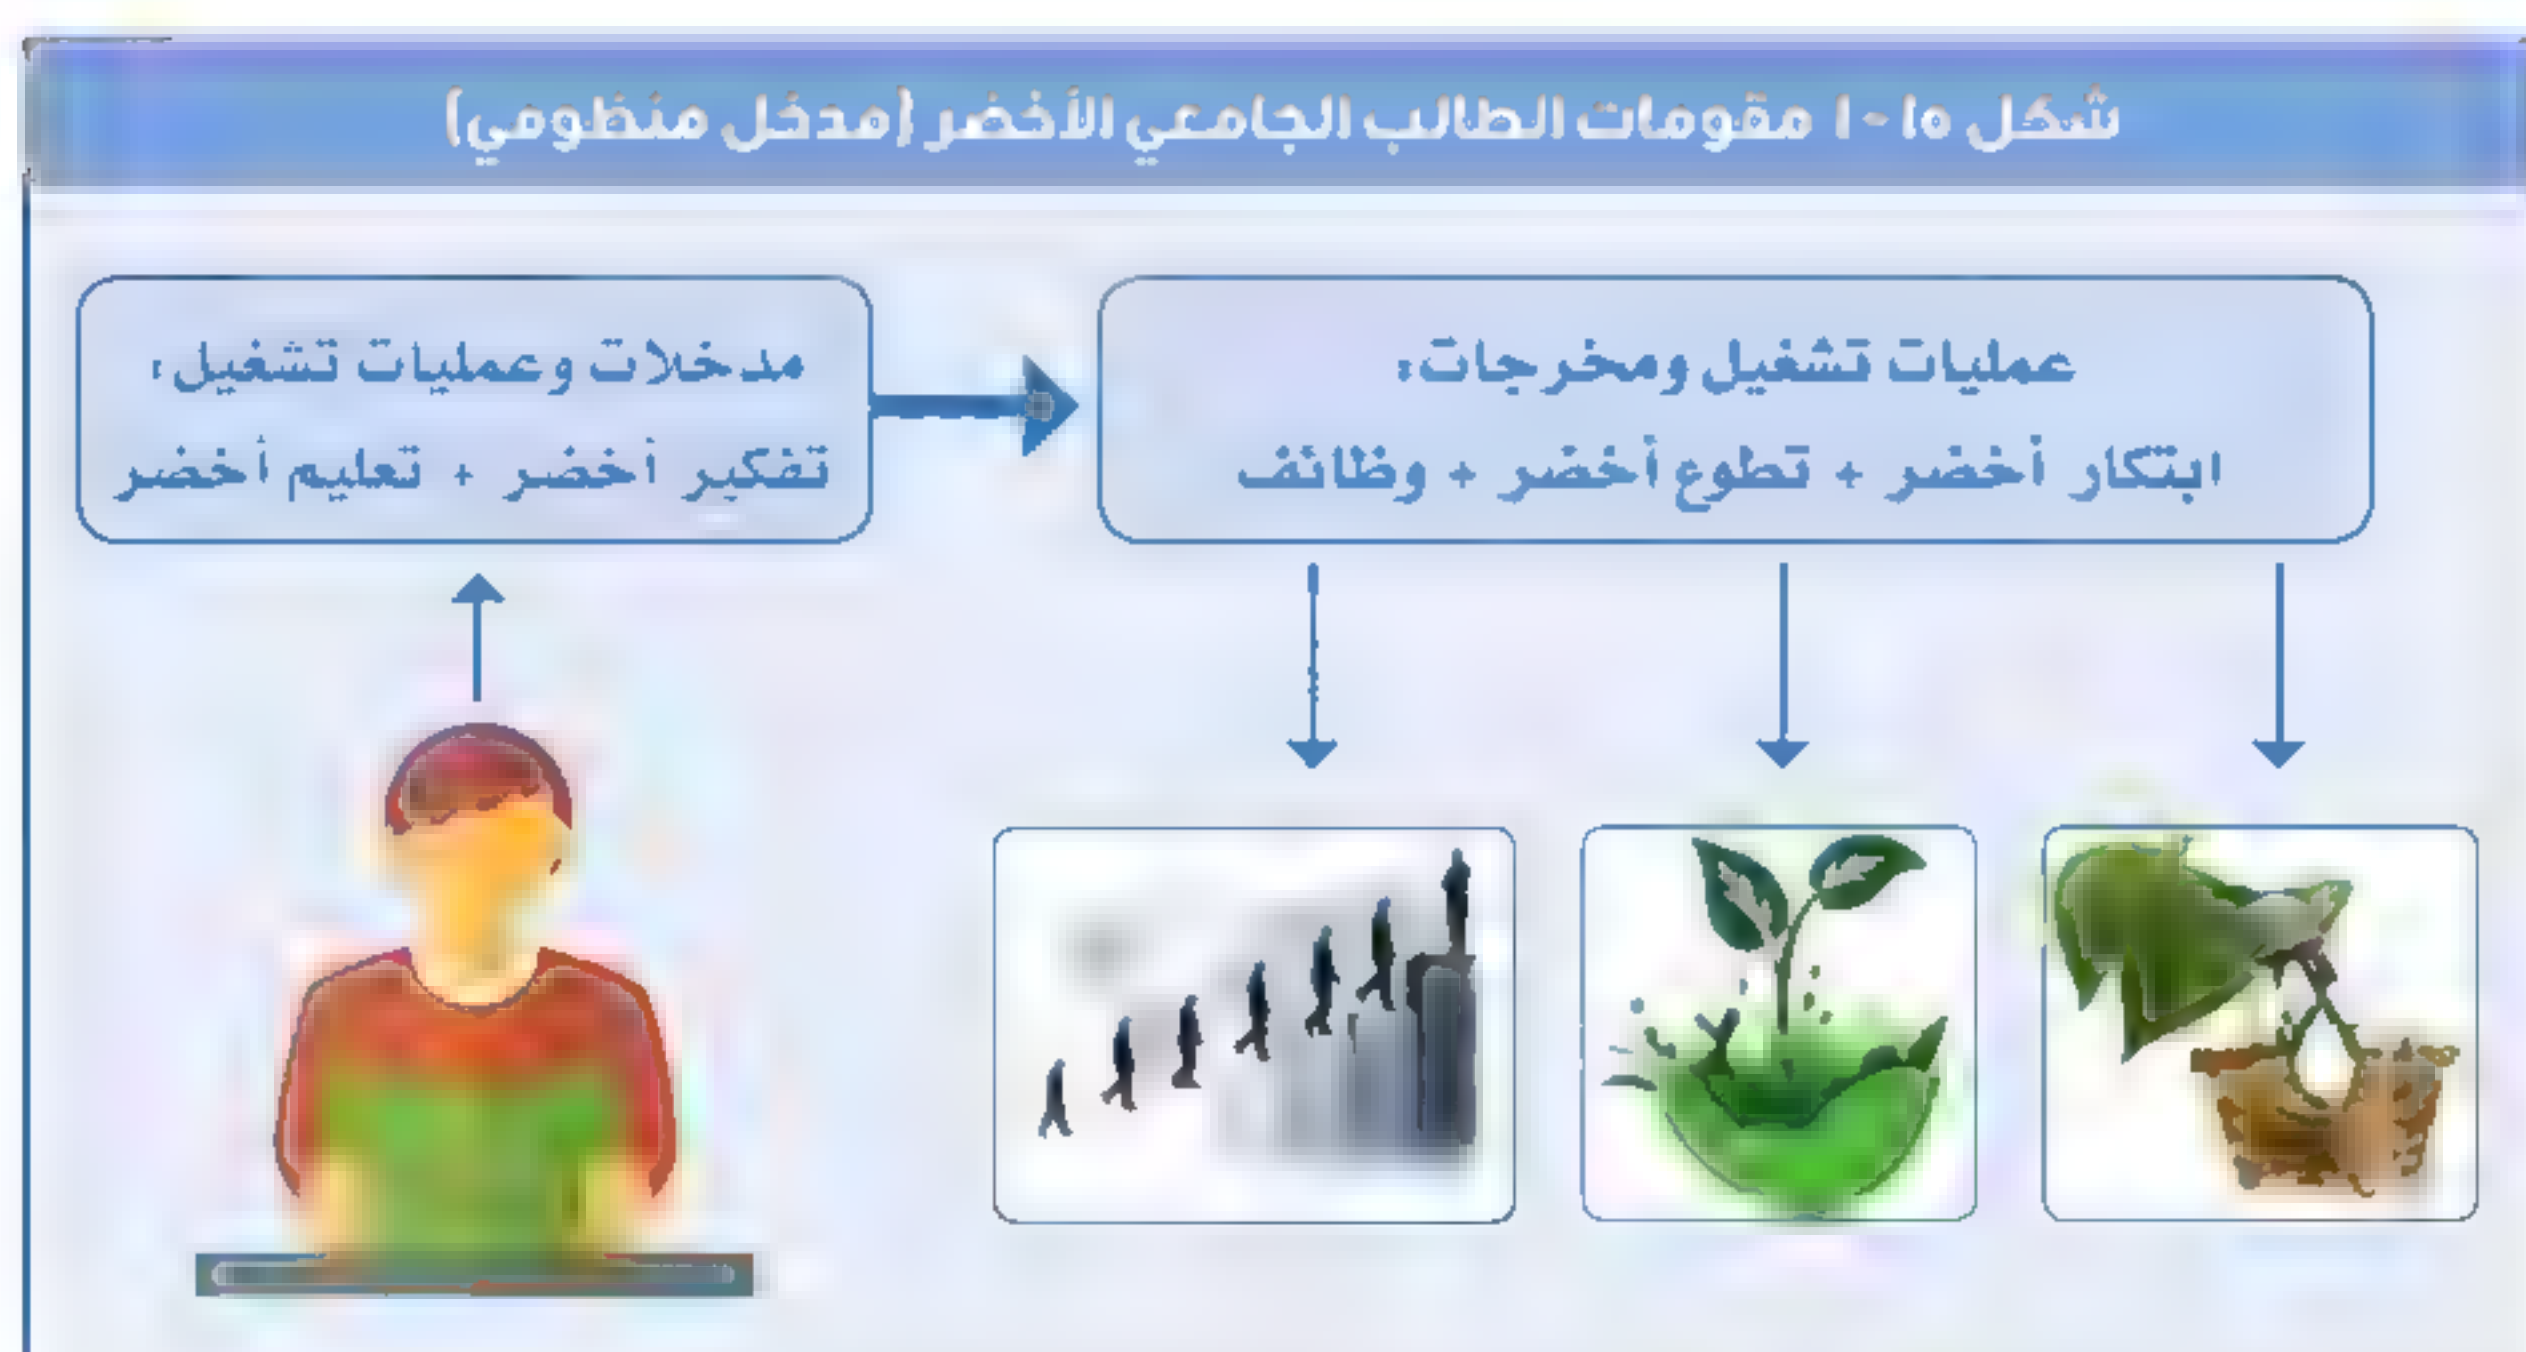 شكل ١٥-١ مقومات الطالب الجامعي الأخضر (مدخل منظومي)
عمليات تشغيل ومخرجات:
ابتكار أخضر + تطوع أخضر + وظائف
مدخلات وعمليات تشغيل:
تفكير أخضر + تعليم أخضر